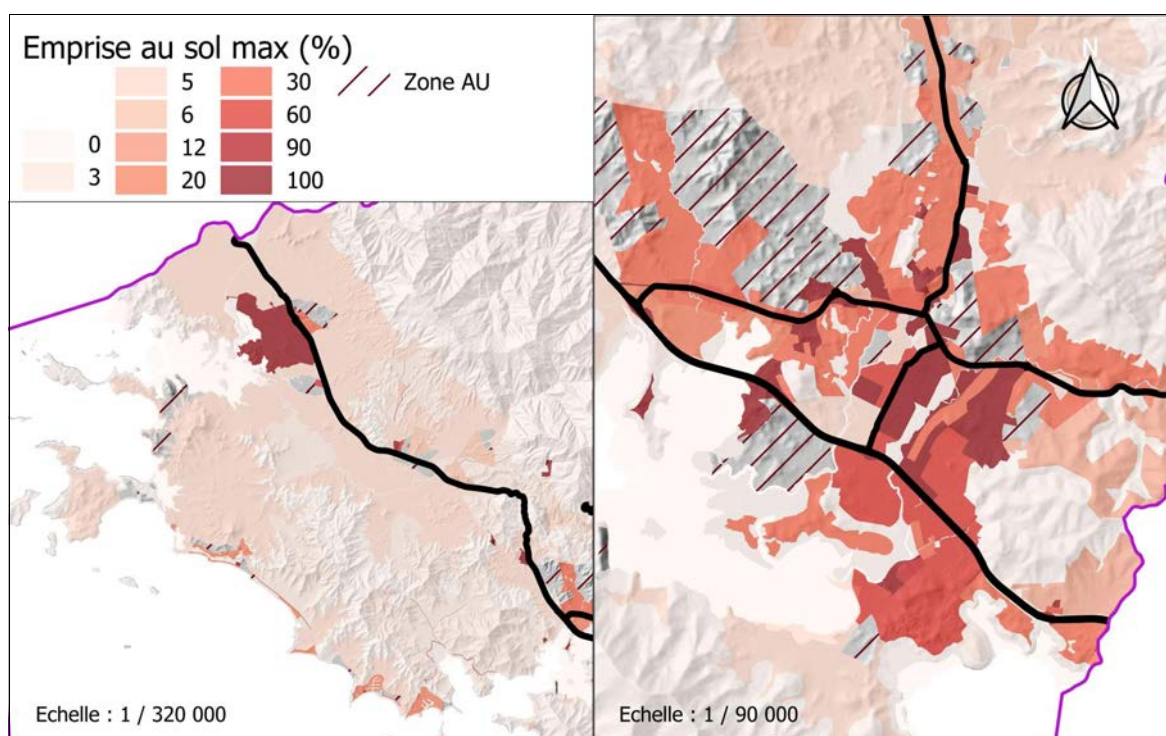 Emprise au sol max (%)
5 30 Zone AU
6 60
0 12 90
3 20 100
N
Echelle : 1 / 320 000
Echelle : 1 / 90 000